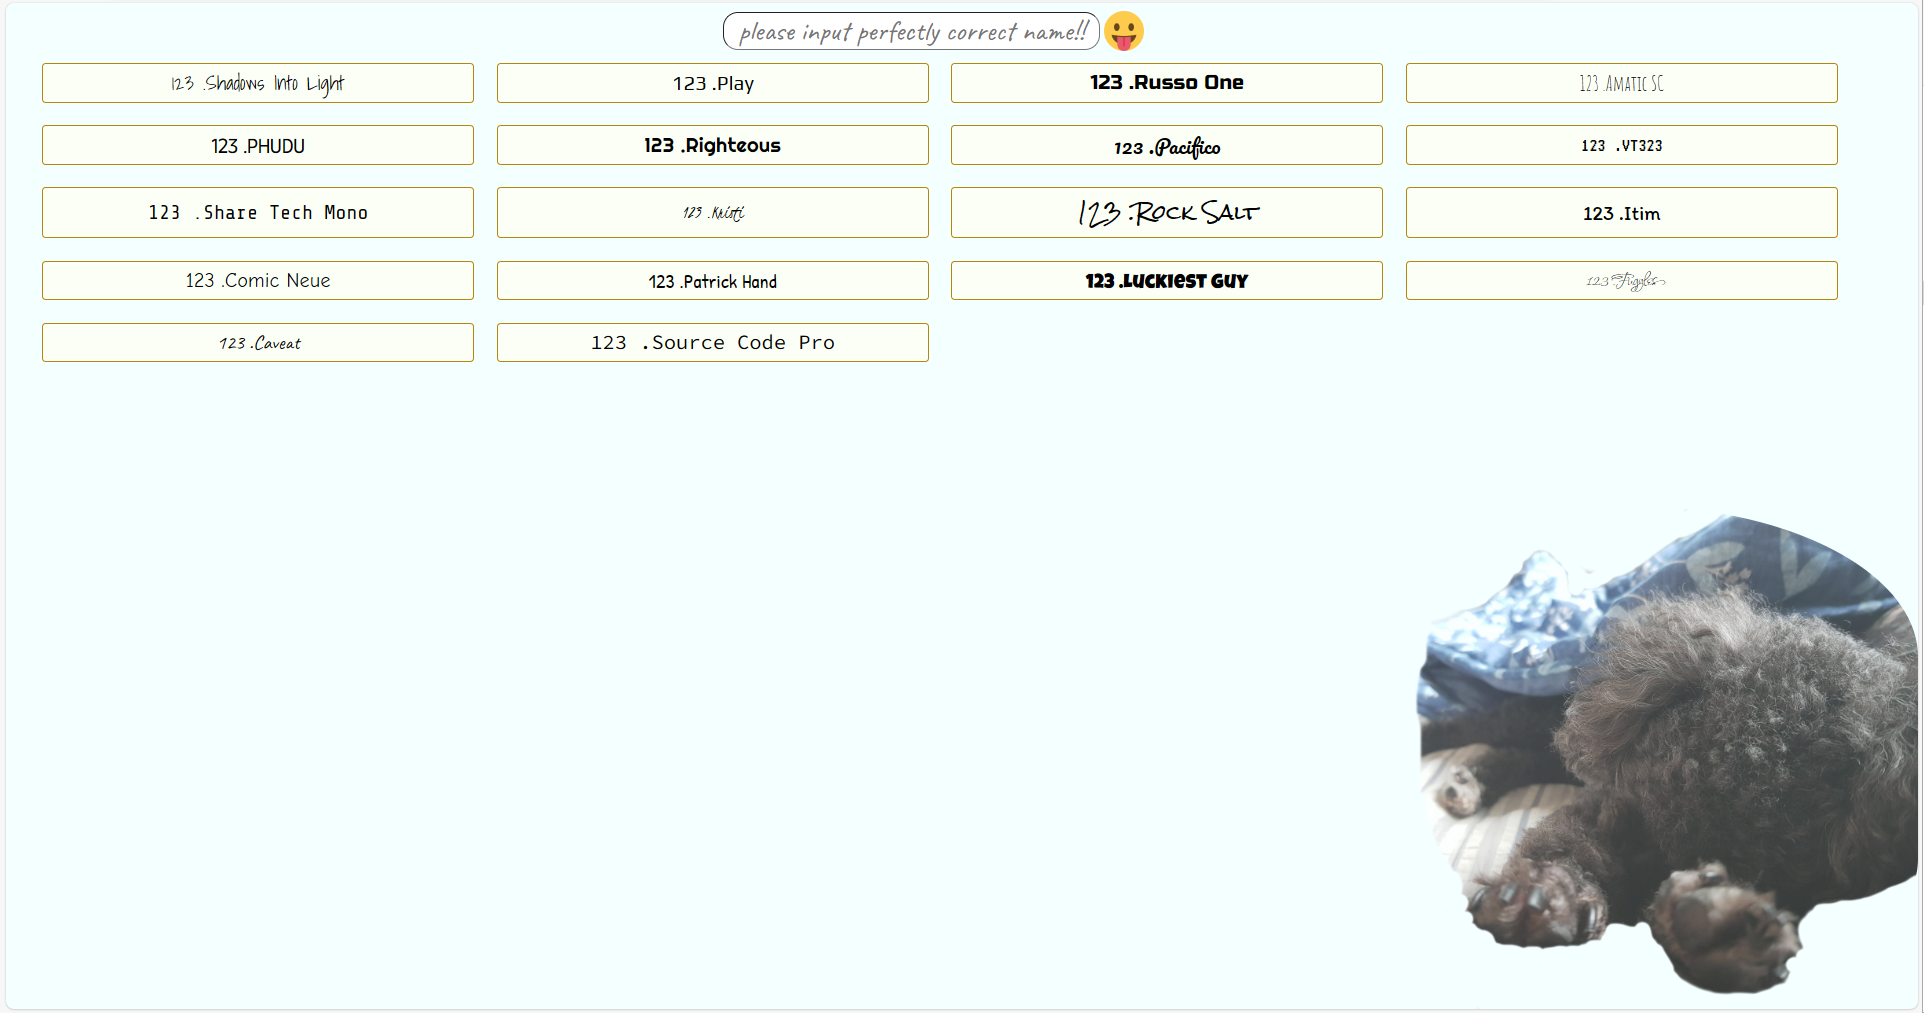 please input perfectly correct name!!
123 .Shadows Into Light
123 .Play
123 .Russo One
123 .Amatic SC
123 .PHUDU
123 .Righteous
123 .Pacifico
123 .VT323
123 .Share Tech Mono
123 .Kristi
123 .Rock Salt
123 .Itim
123 .Comic Neue
123 .Patrick Hand
123 .Luckiest Guy
123 .Fuggles
123 .Caveat
123 .Source Code Pro